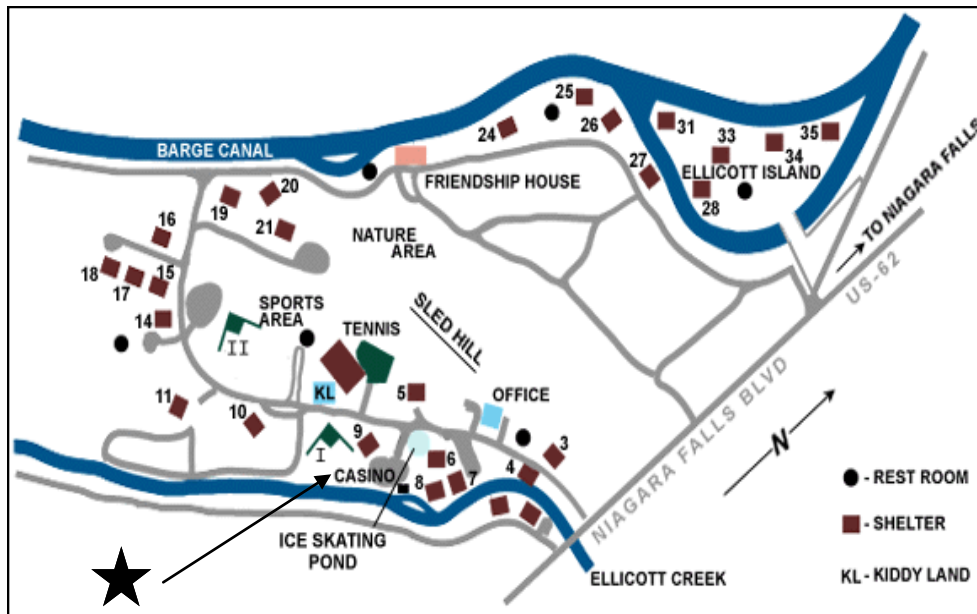 25
24
26
31
33
35
34
BARGE CANAL
27
ELLICOTT ISLAND
28
FRIENDSHIP HOUSE
20
19
21
16
NATURE
AREA
TO NIAGARA FALLS
US-62
18
17
15
14
SPORTS
AREA
II
TENNIS
SLED HILL
KL
5
OFFICE
11
10
9
I
6
3
4
7
8
CASINO
ICE SKATING
POND
NIAGARA FALLS BLVD
N
- REST ROOM
- SHELTER
KL - KIDDY LAND
ELLICOTT CREEK